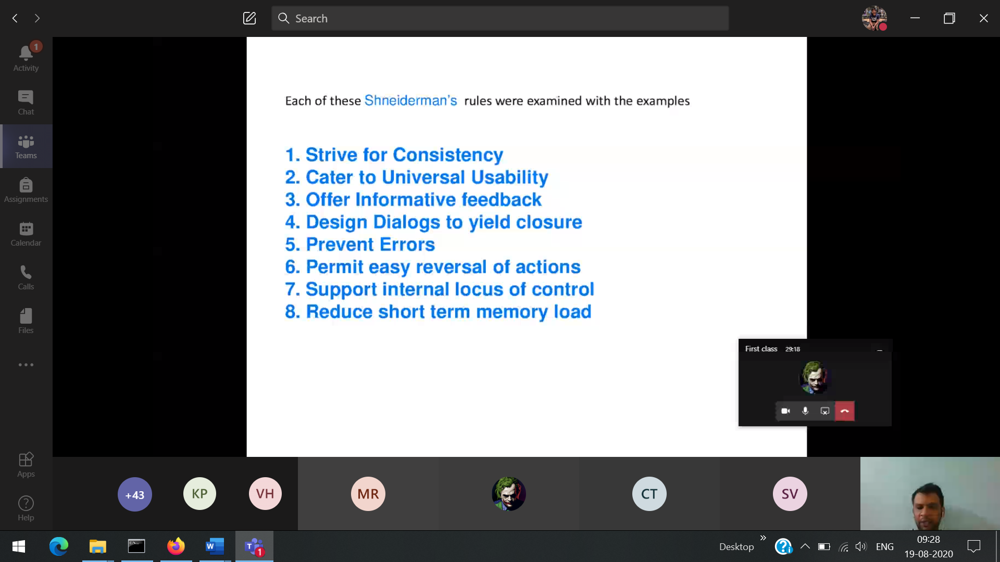 Search
1
Activity
Chat
Teams
Assignments
Calendar
Calls
Files
Apps
Help
Each of these Shneiderman's rules were examined with the examples
1. Strive for Consistency
2. Cater to Universal Usability
3. Offer Informative feedback
4. Design Dialogs to yield closure
5. Prevent Errors
6. Permit easy reversal of actions
7. Support internal locus of control
8. Reduce short term memory load
First class 29:18
+43
KP
VH
MR
CT
SV
W
T
1
Desktop
ENG
09:28
19-08-2020